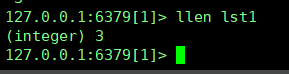 127.0.0.1:6379[1]> llen lst1
(integer) 3
127.0.0.1:6379[1]>